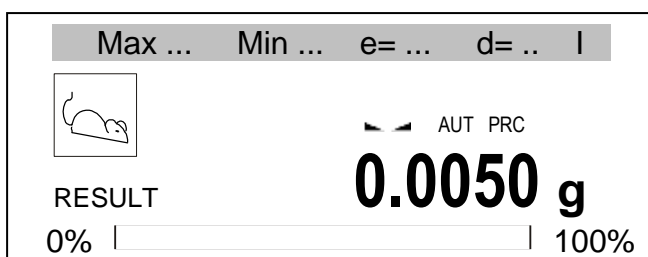 Max ... Min ... e= ... d= .. I
AUT PRC
RESULT 0.0050 g
0% 100%